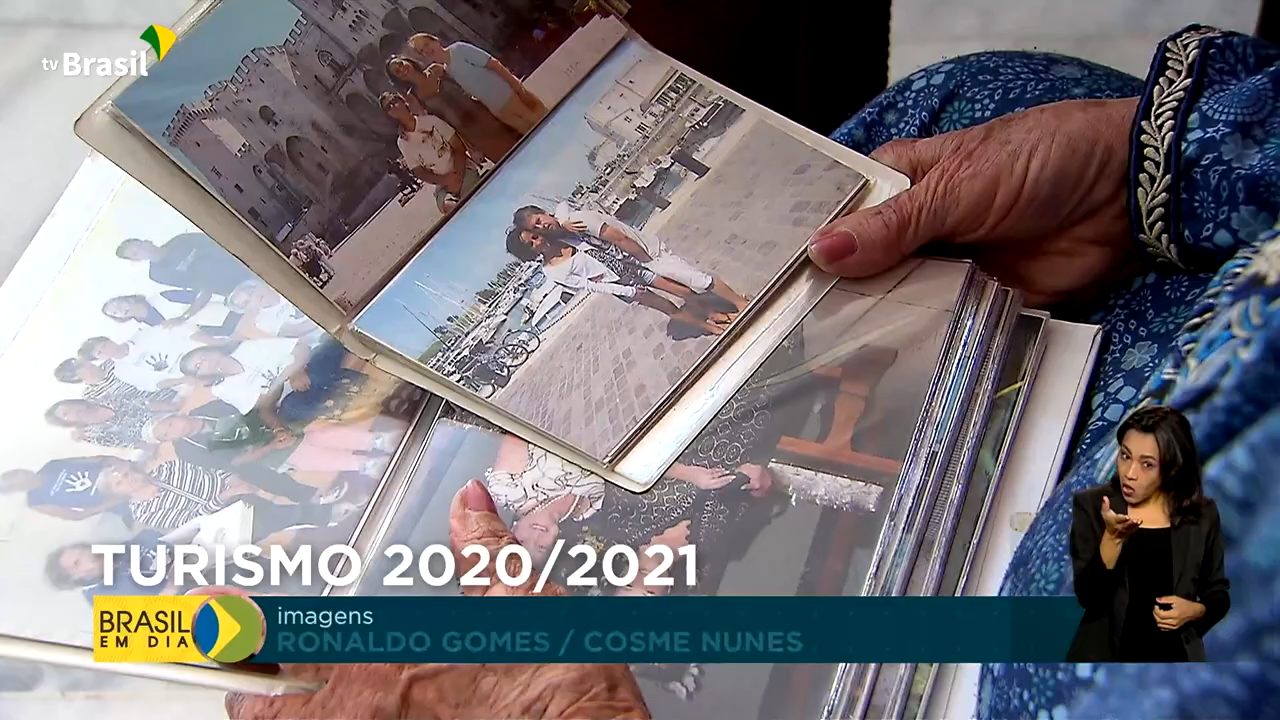 tv Brasil
TURISMO 2020/2021
BRASIL
EM DIA
imagens
RONALDO GOMES / COSME NUNES